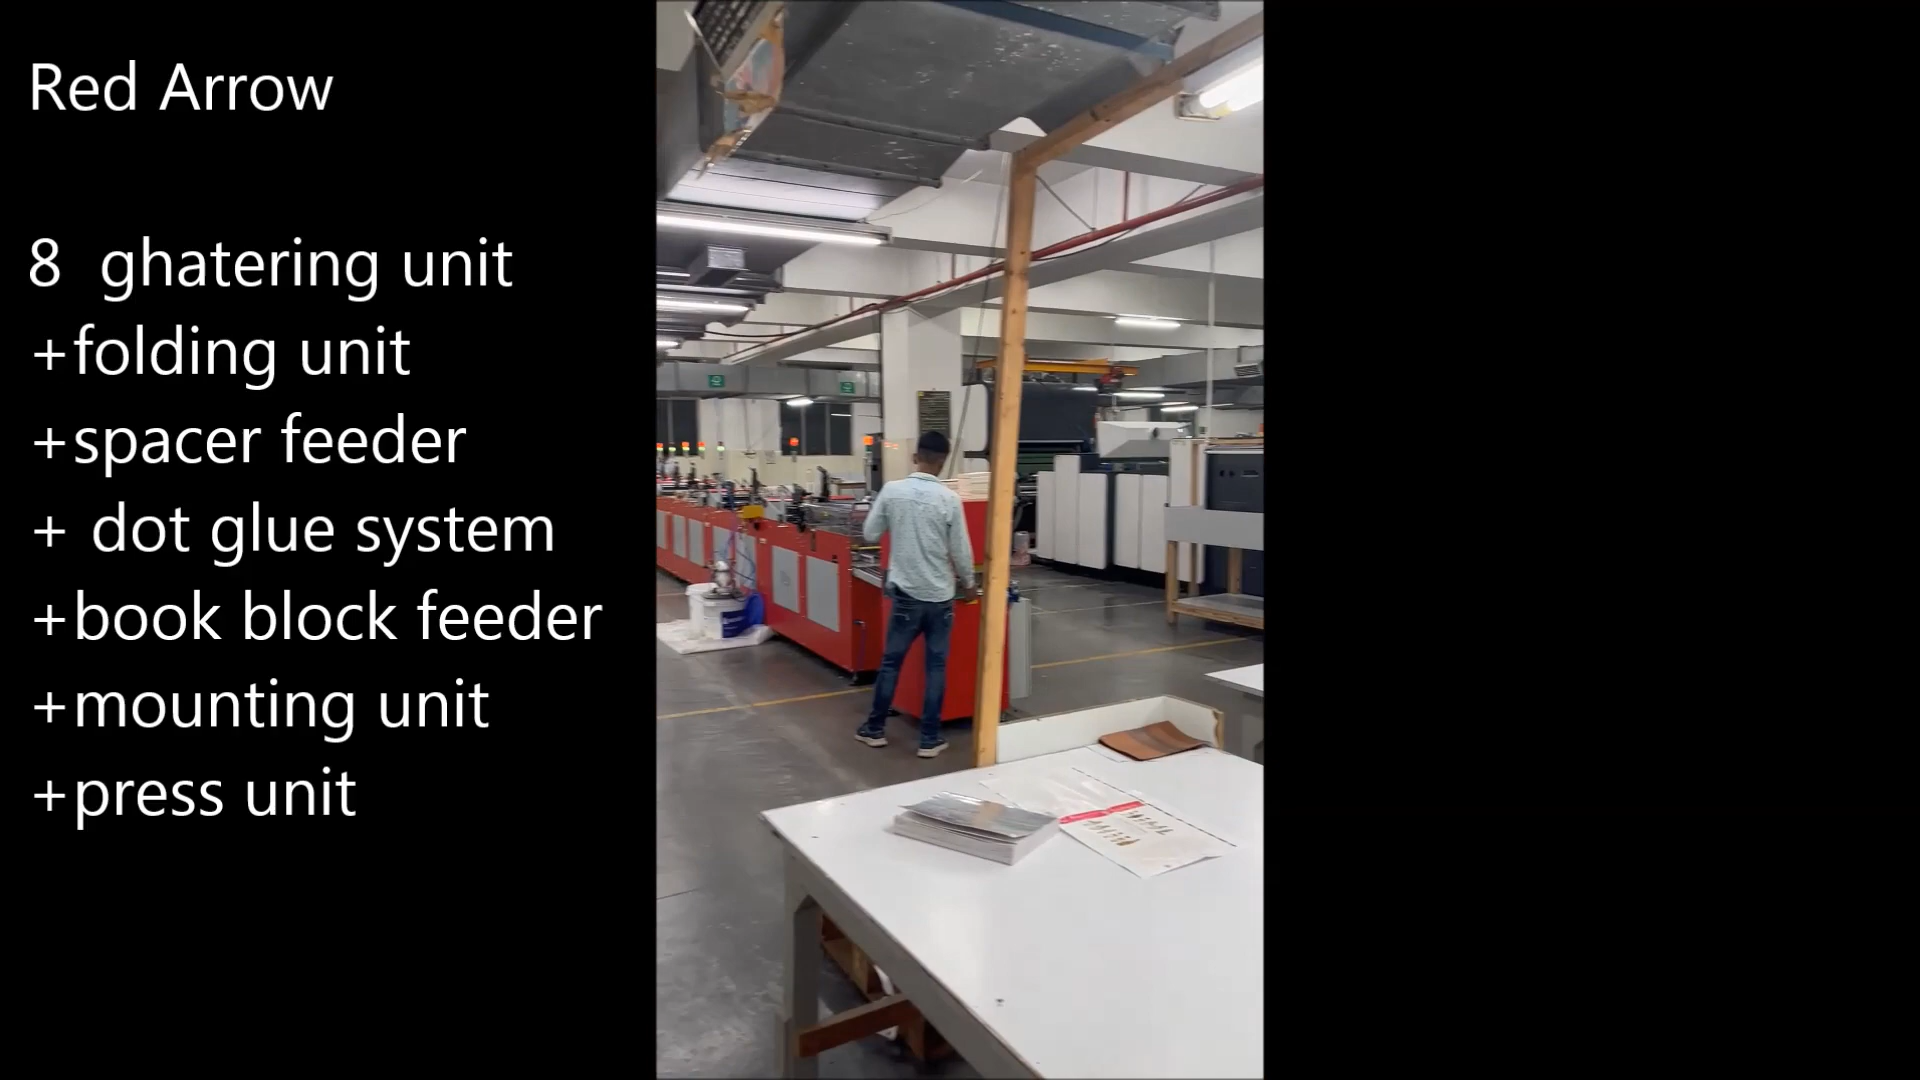 Red Arrow
8  ghatering unit
+folding unit
+spacer feeder
+ dot glue system
+book block feeder
+mounting unit
+press unit